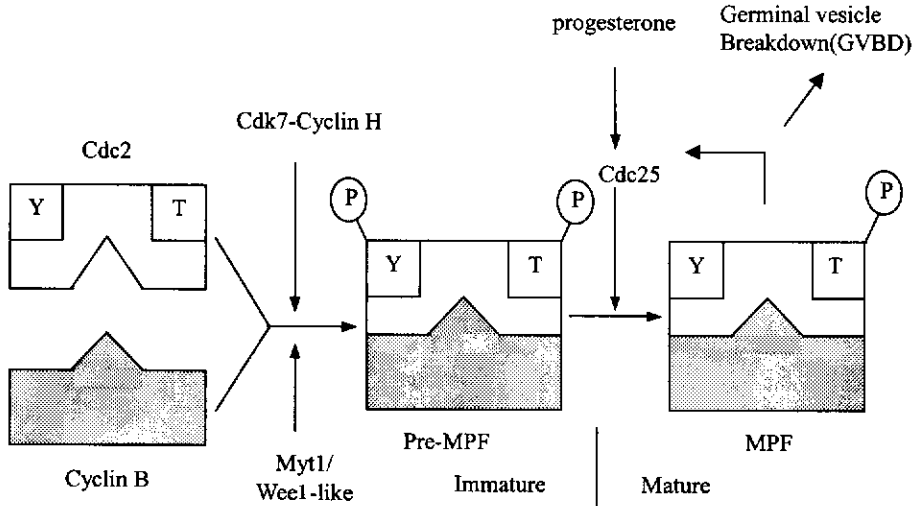 progesterone
Germinal vesicle
Breakdown(GVBD)
Cdk7-Cyclin H
Cdc2
Cdc25
Y
T
P
P
P
Y
T
Y
T
Cyclin B
Myt1/
Wee1-like
Pre-MPF
MPF
Immature
Mature